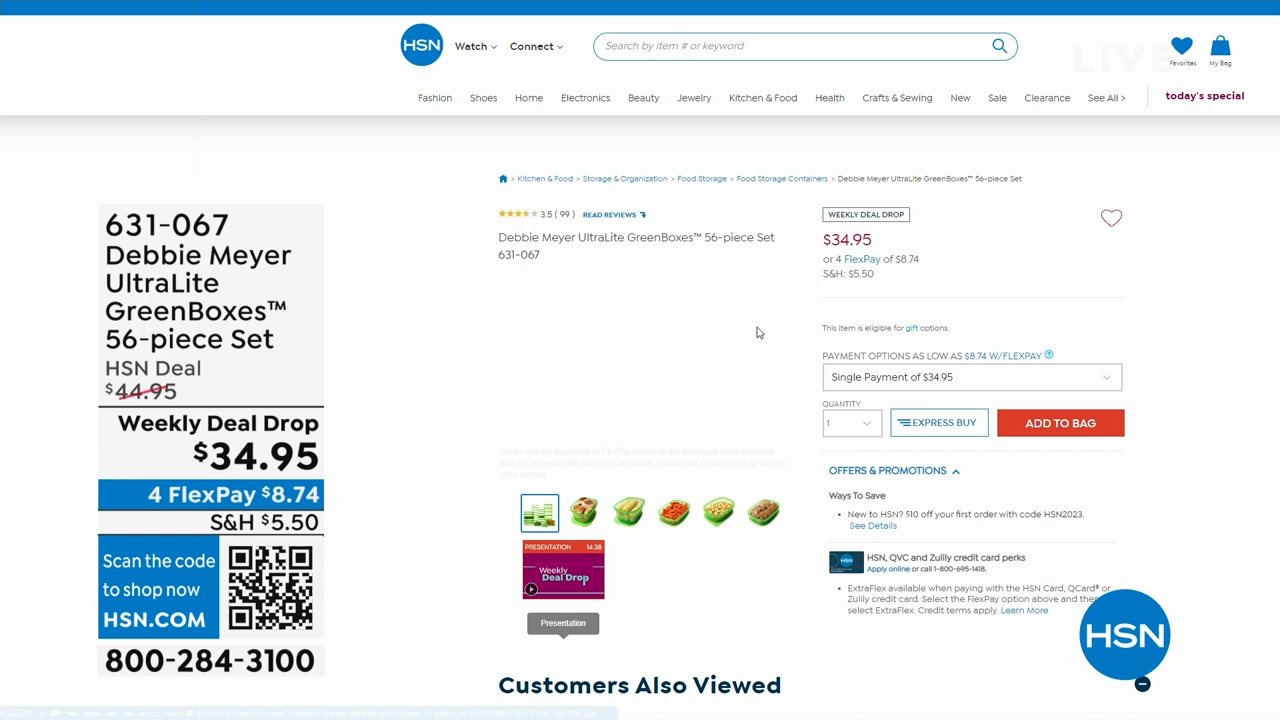 HSN
Watch
Connect
Search by item # or keyword
LIVE
Favorites
My Bag
Fashion
Shoes
Home
Electronics
Beauty
Jewelry
Kitchen & Food
Health
Crafts & Sewing
New
Sale
Clearance
See All >
today's special
> Kitchen & Food > Storage & Organization > Food Storage > Food Storage Containers > Debbie Meyer UltraLite GreenBoxes™ 56-piece Set
631-067
Debbie Meyer
UltraLite
GreenBoxes™
56-piece Set
HSN Deal
$44.95
Weekly Deal Drop
$34.95
4 FlexPay $8.74
S&H $5.50
Scan the code
to shop now
HSN.COM
800-284-3100
3.5 ( 99 )
READ REVIEWS
Debbie Meyer UltraLite GreenBoxes™ 56-piece Set
631-067
PRESENTATION 14:38
Weekly
Deal Drop
Presentation
WEEKLY DEAL DROP
$34.95
or 4 FlexPay of $8.74
S&H: $5.50
This item is eligible for gift options.
PAYMENT OPTIONS AS LOW AS $8.74 W/FLEXPAY ?
Single Payment of $34.95
QUANTITY
1
EXPRESS BUY
ADD TO BAG
OFFERS & PROMOTIONS
Ways To Save
• New to HSN? $10 off your first order with code HSN2023.
See Details
HSN
HSN, QVC and Zulily credit card perks
Apply online or call 1-800-695-1418.
• ExtraFlex available when paying with the HSN Card, QCard® or
Zulily credit card. Select the FlexPay option above and then
select ExtraFlex. Credit terms apply. Learn More
HSN
Customers Also Viewed